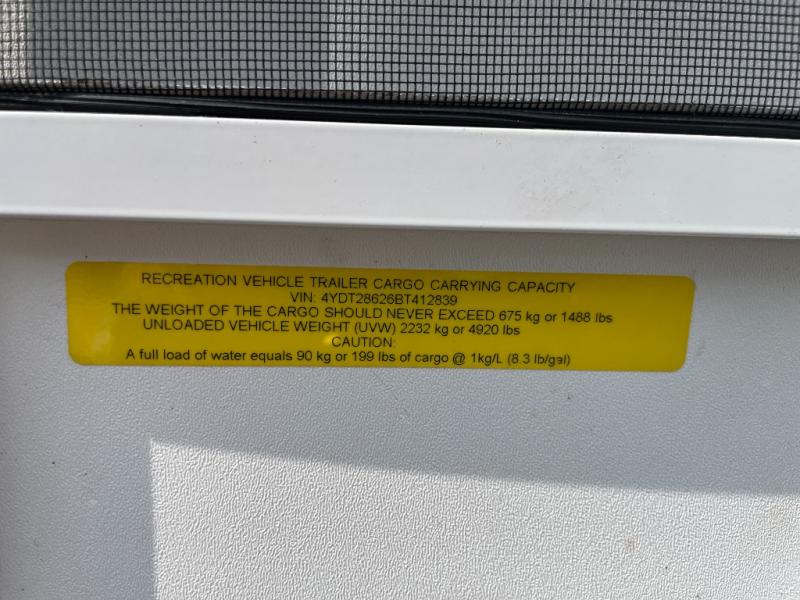 RECREATION VEHICLE TRAILER CARGO CARRYING CAPACITY
VIN: 4YDT28626BT412839
THE WEIGHT OF THE CARGO SHOULD NEVER EXCEED 675 kg or 1488 lbs
UNLOADED VEHICLE WEIGHT (UVW) 2232 kg or 4920 lbs
CAUTION:
A full load of water equals 90 kg or 199 lbs of cargo @ 1kg/L (8.3 lb/gal)